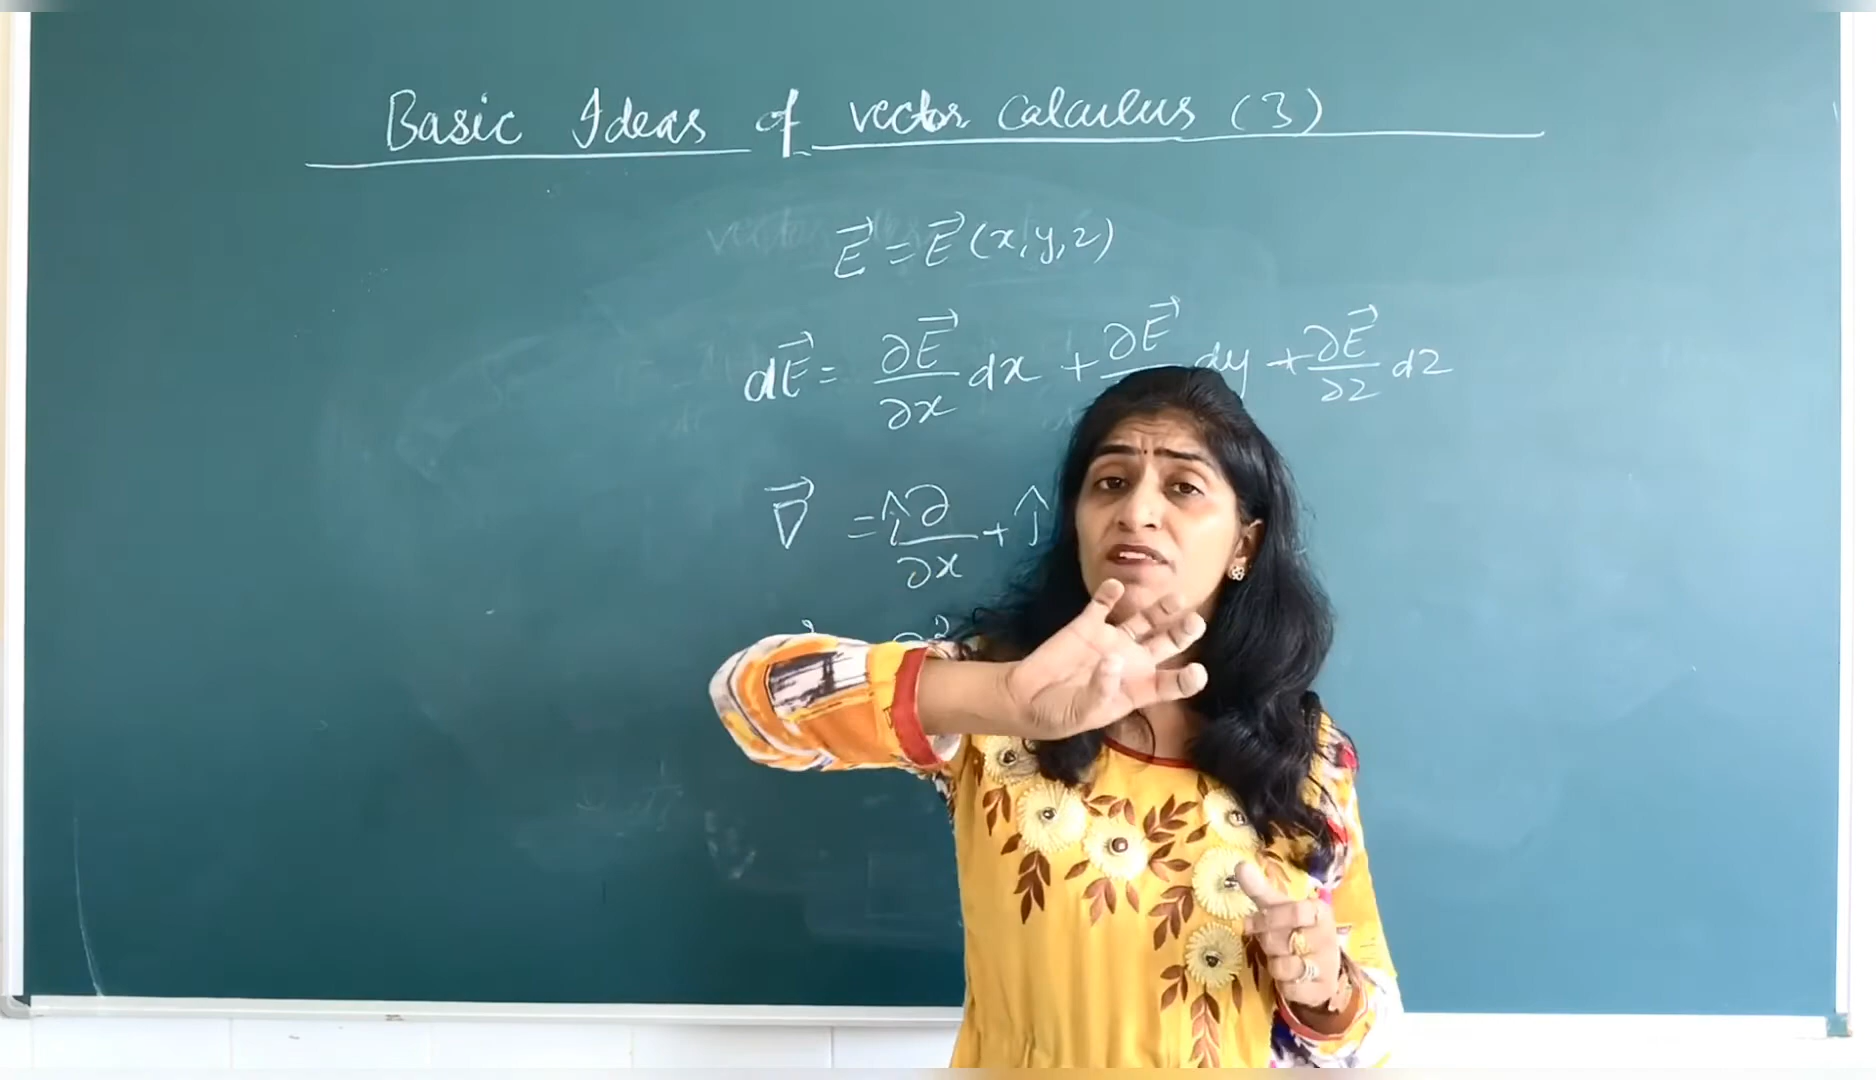 Basic Ideas of vector Calculus (3)
E⃗ = E⃗ (x, y, z)
dE⃗ = ∂E⃗/∂x dx + ∂E⃗ dy + ∂E⃗/∂z dz
∇⃗ = î ∂/∂x + ĵ